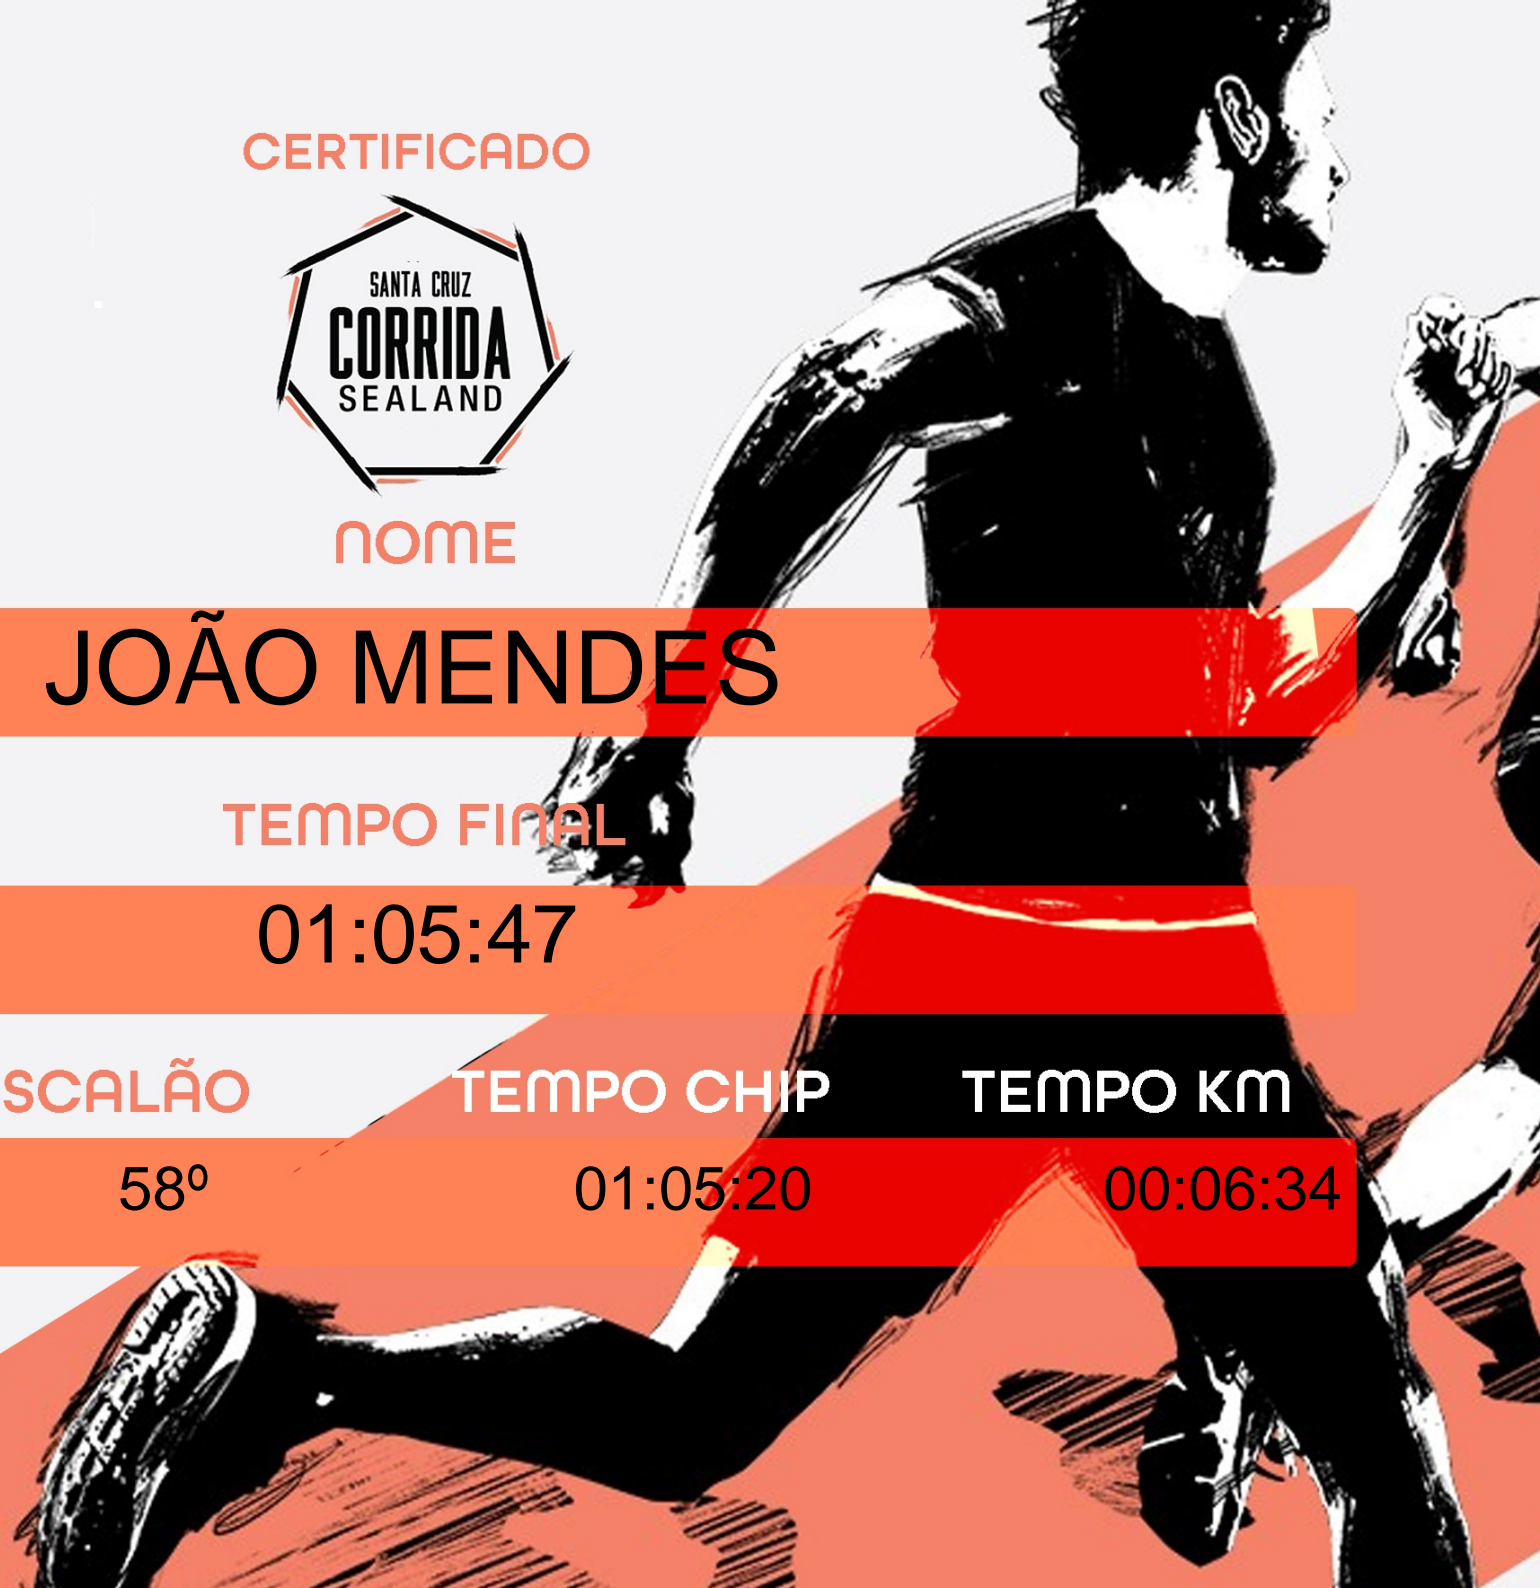 CERTIFICADO
SANTA CRUZ
CORRIDA
SEALAND
NOME
JOÃO MENDES
TEMPO FINAL
01:05:47
SCALÃO TEMPO CHIP TEMPO KM
58º 01:05:20 00:06:34